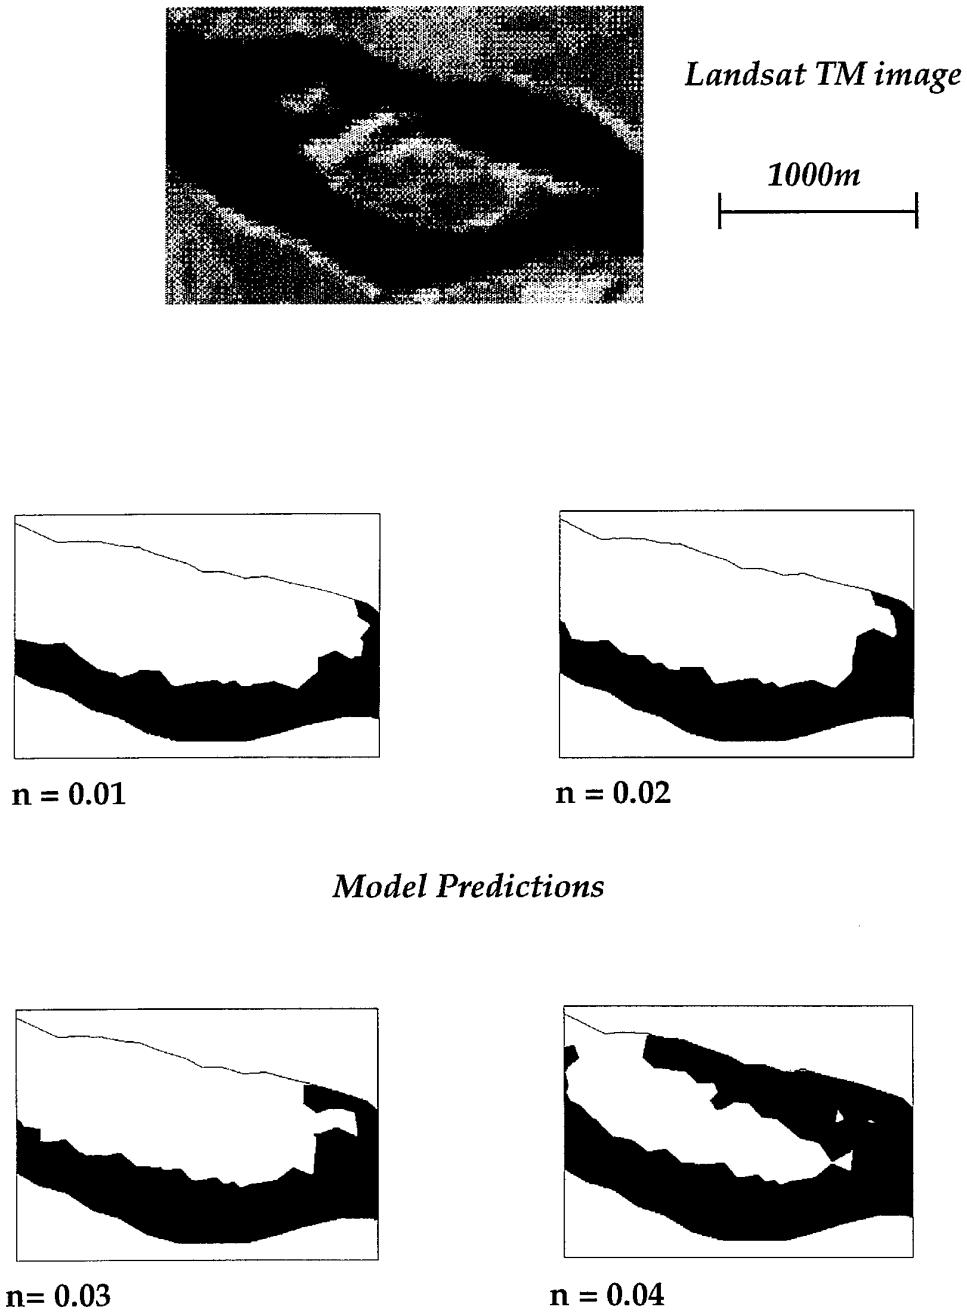 Landsat TM image
1000m
n = 0.01
n = 0.02
Model Predictions
n= 0.03
n = 0.04